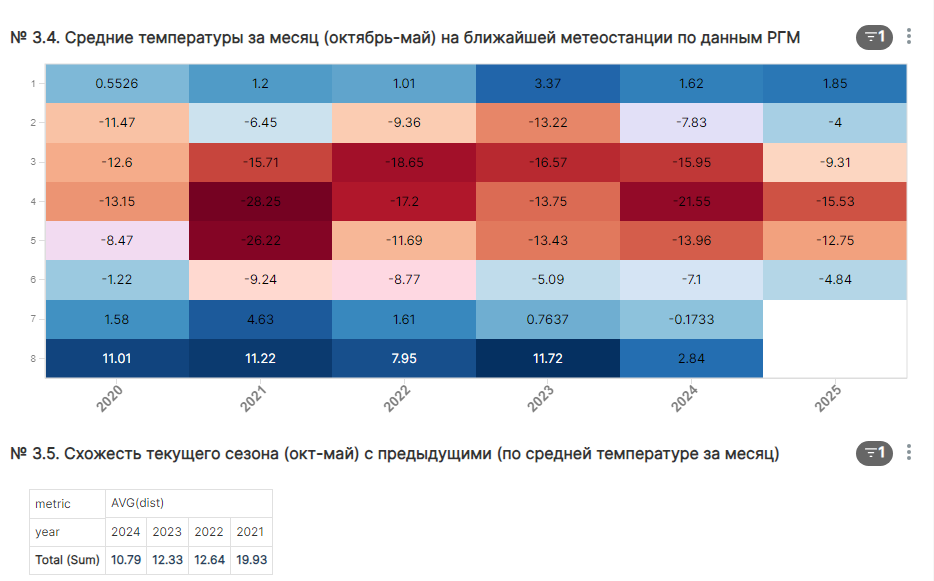 № 3.4. Средние температуры за месяц (октябрь-май) на ближайшей метеостанции по данным РГМ
1
1 0.5526 1.2 1.01 3.37 1.62 1.85
2 -11.47 -6.45 -9.36 -13.22 -7.83 -4
3 -12.6 -15.71 -18.65 -16.57 -15.95 -9.31
4 -13.15 -28.25 -17.2 -13.75 -21.55 -15.53
5 -8.47 -26.22 -11.69 -13.43 -13.96 -12.75
6 -1.22 -9.24 -8.77 -5.09 -7.1 -4.84
7 1.58 4.63 1.61 0.7637 -0.1733
8 11.01 11.22 7.95 11.72 2.84
2020 2021 2022 2023 2024 2025
№ 3.5. Схожесть текущего сезона (окт-май) с предыдущими (по средней температуре за месяц)
1
metric AVG(dist)
year 2024 2023 2022 2021
Total (Sum) 10.79 12.33 12.64 19.93